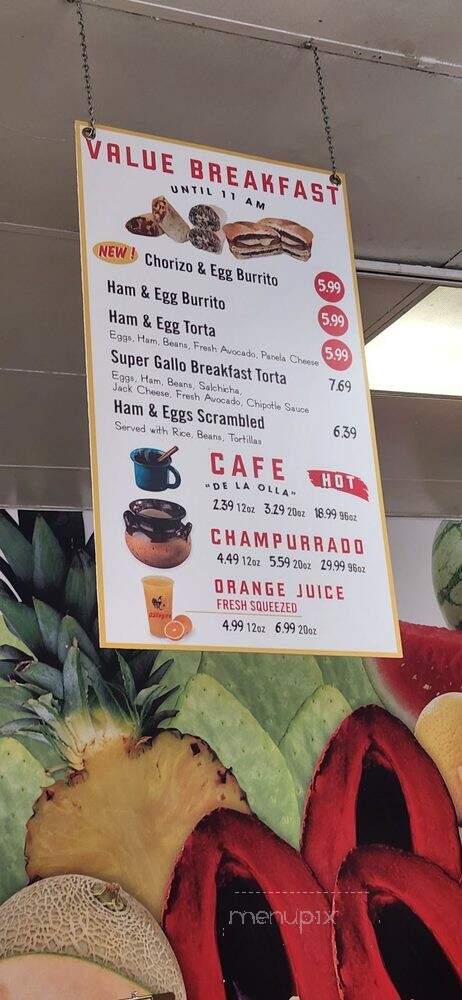 VALUE BREAKFAST
UNTIL 11 AM
NEW! Chorizo & Egg Burrito 5.99
Ham & Egg Burrito 5.99
Ham & Egg Torta 5.99
Eggs, Ham, Beans, Fresh Avocado, Panela Cheese
Super Gallo Breakfast Torta 7.69
Eggs, Ham, Beans, Salchicha,
Jack Cheese, Fresh Avocado, Chipotle Sauce
Ham & Eggs Scrambled 6.39
Served with Rice, Beans, Tortillas
CAFE HOT
"DE LA OLLA"
2.39 12oz 3.29 20oz 18.99 96oz
CHAMPURRADO
4.49 12oz 5.59 20oz 29.99 96oz
ORANGE JUICE
FRESH SQUEEZED
4.99 12oz 6.99 20oz
menupix